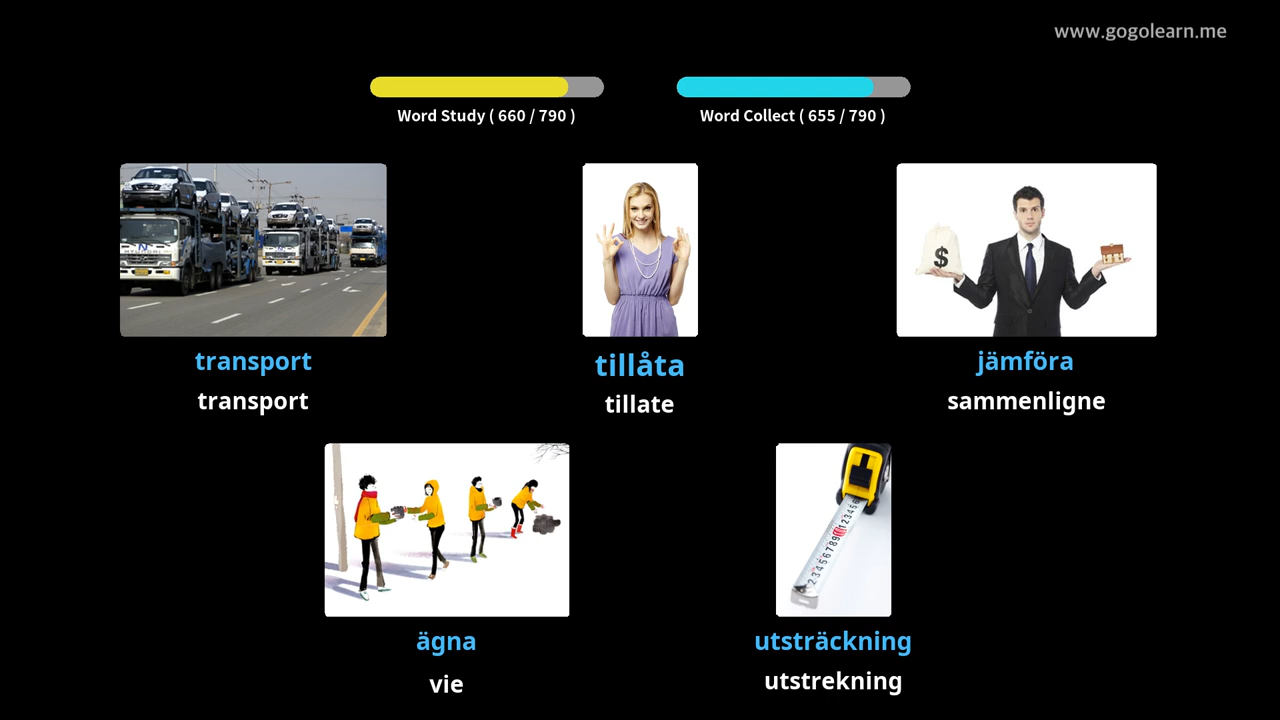 www.gogolearn.me
Word Study ( 660 / 790 )
Word Collect ( 655 / 790 )
transport
transport
tillåta
tillate
jämföra
sammenligne
ägna
vie
utsträckning
utstrekning